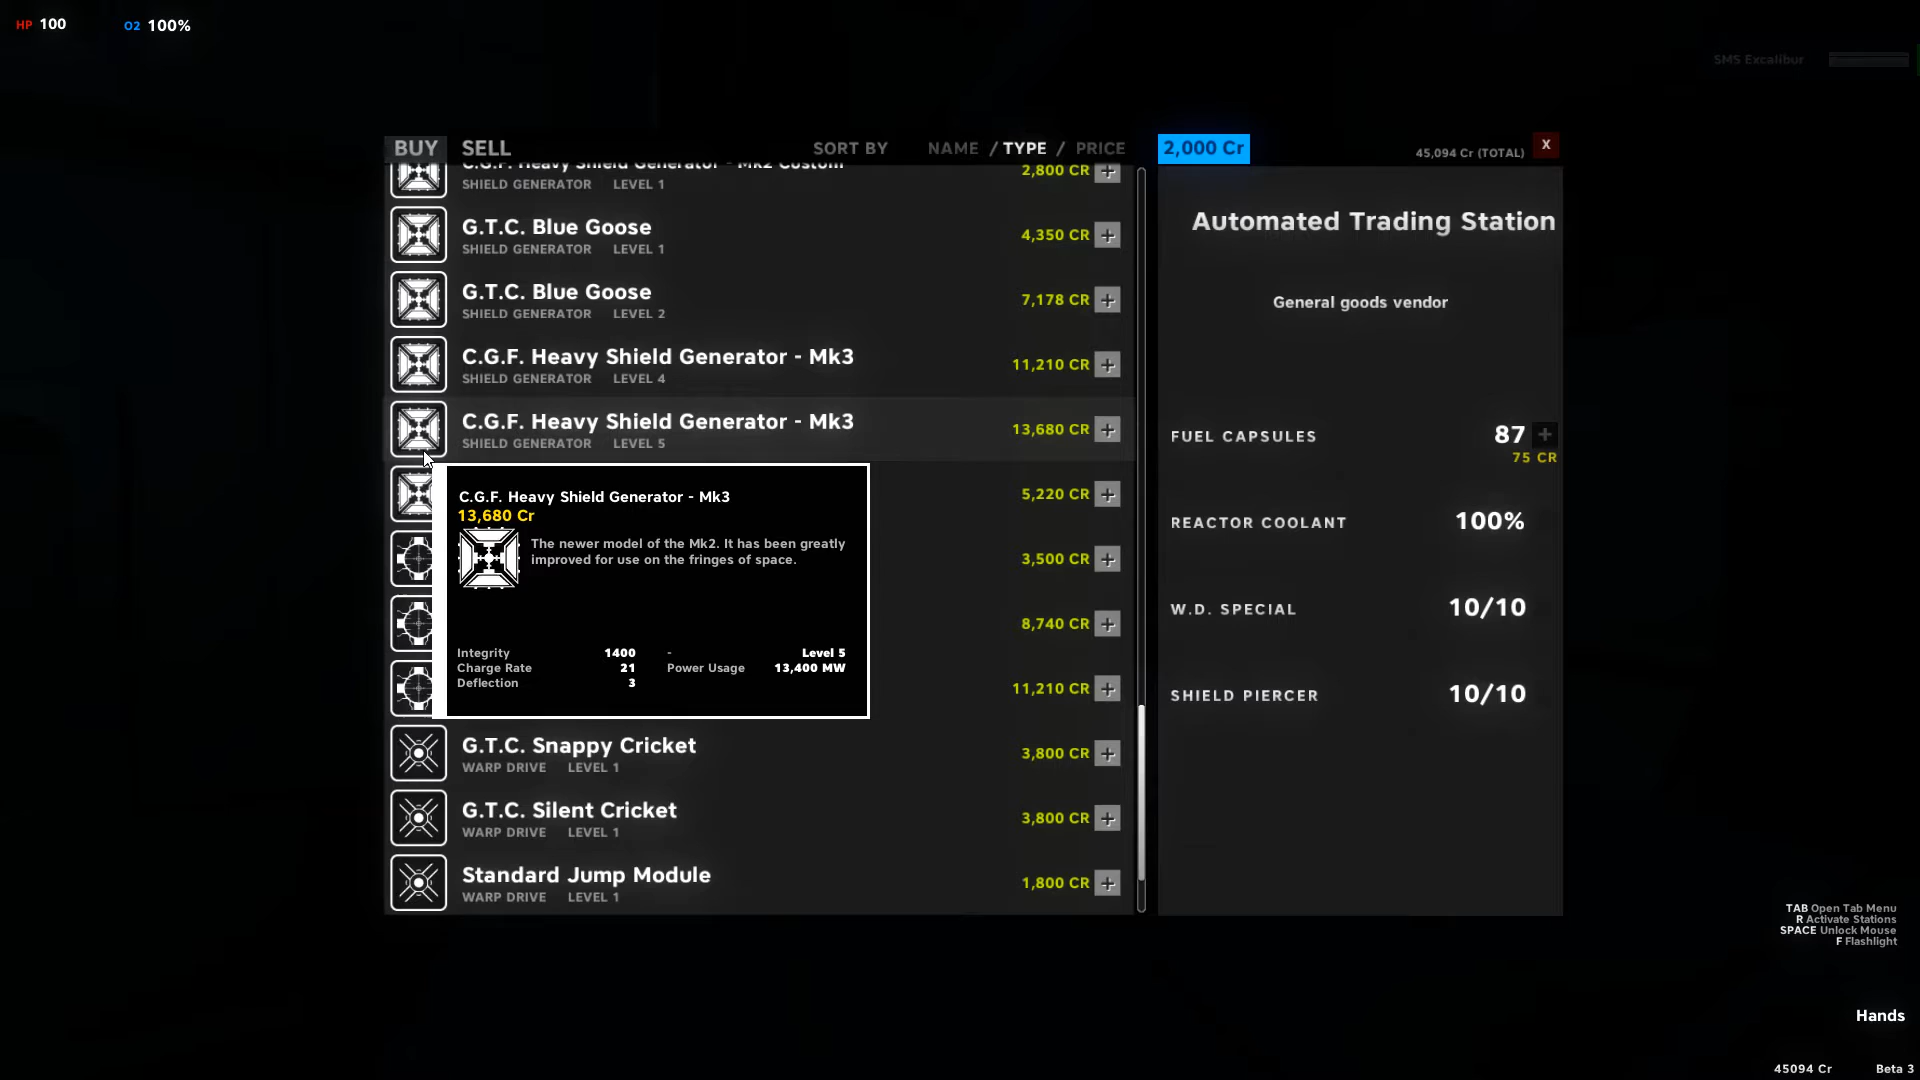 HP 100 O2 100%
SMS Excalibur
BUY SELL SORT BY NAME / TYPE / PRICE 2,000 Cr 45,094 Cr (TOTAL) X
C.G.F. Heavy Shield Generator - Mk2 Custom
SHIELD GENERATOR LEVEL 1
2,800 CR +
G.T.C. Blue Goose
SHIELD GENERATOR LEVEL 1
4,350 CR +
G.T.C. Blue Goose
SHIELD GENERATOR LEVEL 2
7,178 CR +
C.G.F. Heavy Shield Generator - Mk3
SHIELD GENERATOR LEVEL 4
11,210 CR +
C.G.F. Heavy Shield Generator - Mk3
SHIELD GENERATOR LEVEL 5
13,680 CR +
C.G.F. Heavy Shield Generator - Mk3
13,680 Cr
The newer model of the Mk2. It has been greatly
improved for use on the fringes of space.
Integrity 1400 - Level 5
Charge Rate 21 Power Usage 13,400 MW
Deflection 3
5,220 CR +
3,500 CR +
8,740 CR +
11,210 CR +
G.T.C. Snappy Cricket
WARP DRIVE LEVEL 1
3,800 CR +
G.T.C. Silent Cricket
WARP DRIVE LEVEL 1
3,800 CR +
Standard Jump Module
WARP DRIVE LEVEL 1
1,800 CR +
Automated Trading Station
General goods vendor
FUEL CAPSULES 87 +
75 CR
REACTOR COOLANT 100%
W.D. SPECIAL 10/10
SHIELD PIERCER 10/10
TAB Open Tab Menu
R Activate Stations
SPACE Unlock Mouse
F Flashlight
Hands
45094 Cr Beta 3